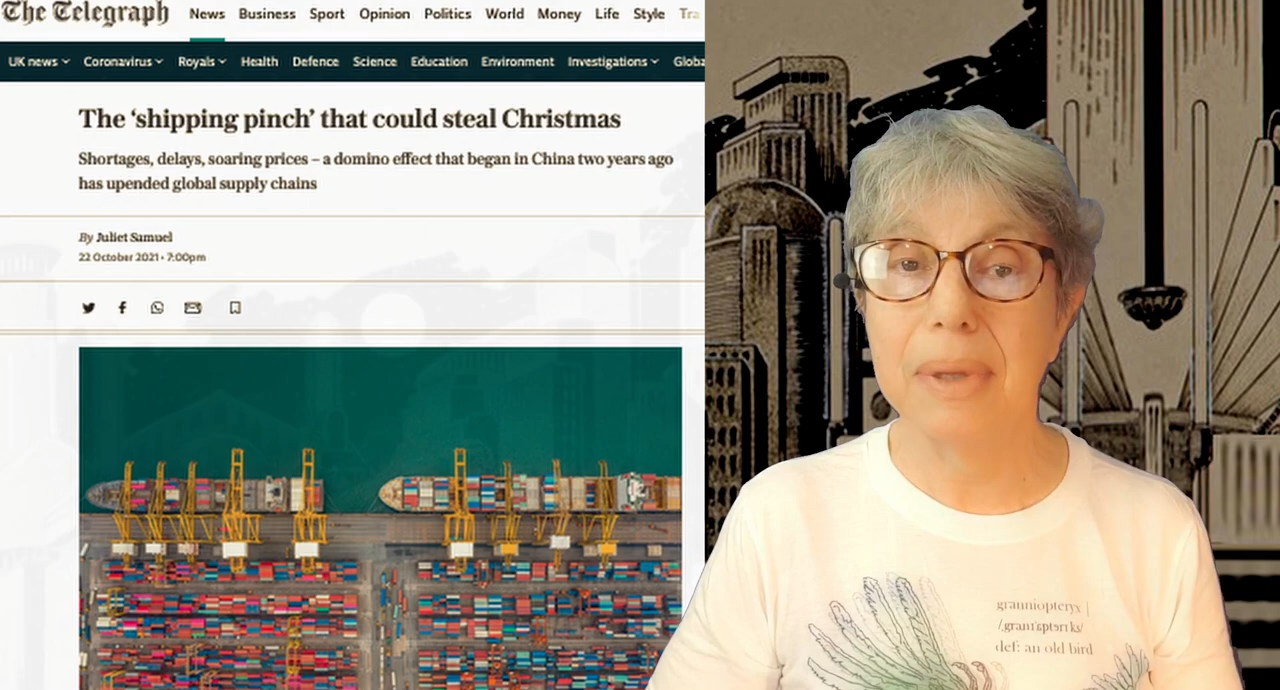 The Telegraph
News Business Sport Opinion Politics World Money Life Style Tra
UK news Coronavirus Royals Health Defence Science Education Environment Investigations Globa
The ‘shipping pinch’ that could steal Christmas
Shortages, delays, soaring prices – a domino effect that began in China two years ago
has upended global supply chains
By Juliet Samuel
22 October 2021 • 7:00pm
granniopteryx |
def: an old bird